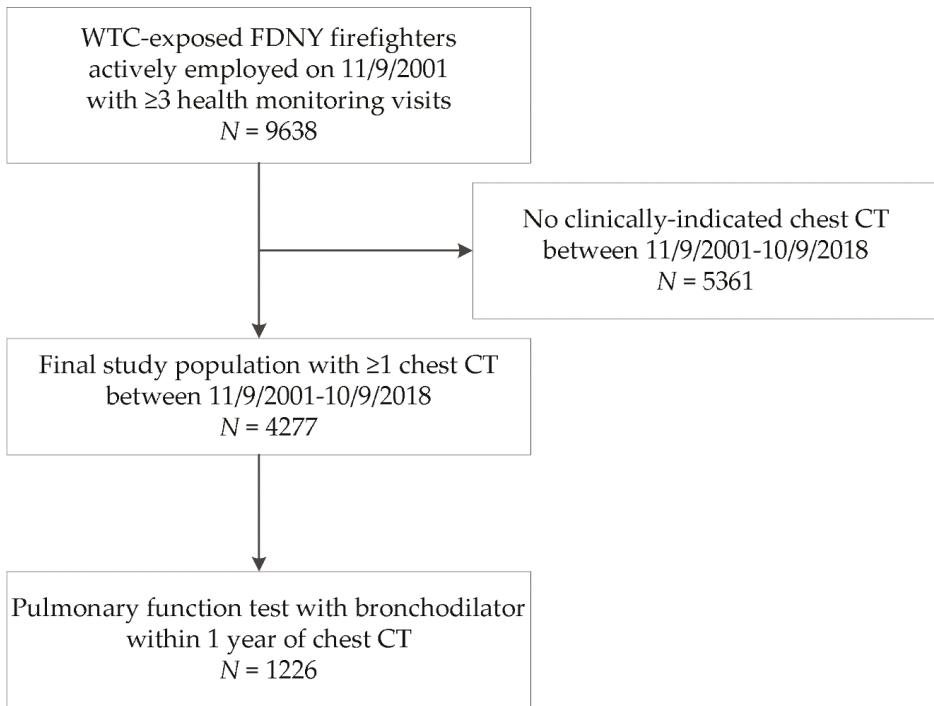 WTC-exposed FDNY firefighters
actively employed on 11/9/2001
with ≥3 health monitoring visits
N = 9638
No clinically-indicated chest CT
between 11/9/2001-10/9/2018
N = 5361
Final study population with ≥1 chest CT
between 11/9/2001-10/9/2018
N = 4277
Pulmonary function test with bronchodilator
within 1 year of chest CT
N = 1226